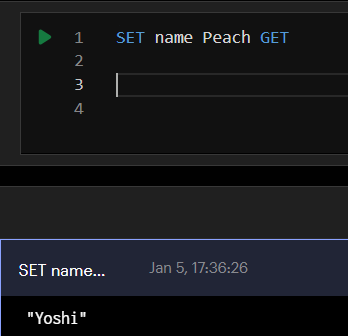 1 SET name Peach GET
2
3
4
SET name... Jan 5, 17:36:26
"Yoshi"